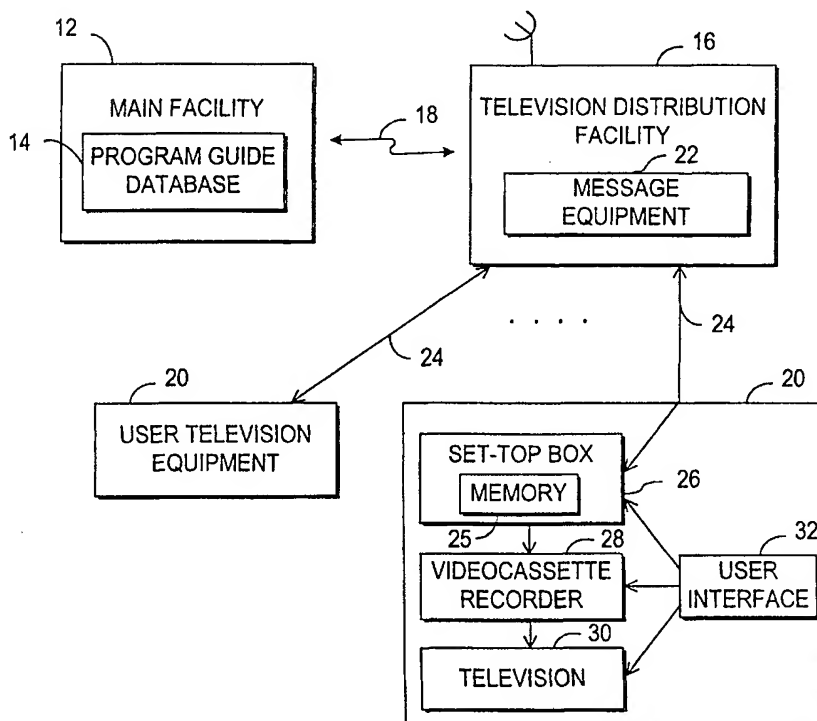 12
MAIN FACILITY
14
PROGRAM GUIDE
DATABASE
18
16
TELEVISION DISTRIBUTION
FACILITY
22
MESSAGE
EQUIPMENT
24
24
20
USER TELEVISION
EQUIPMENT
20
SET-TOP BOX
MEMORY
25
26
28
VIDEOCASSETTE
RECORDER
32
USER
INTERFACE
30
TELEVISION